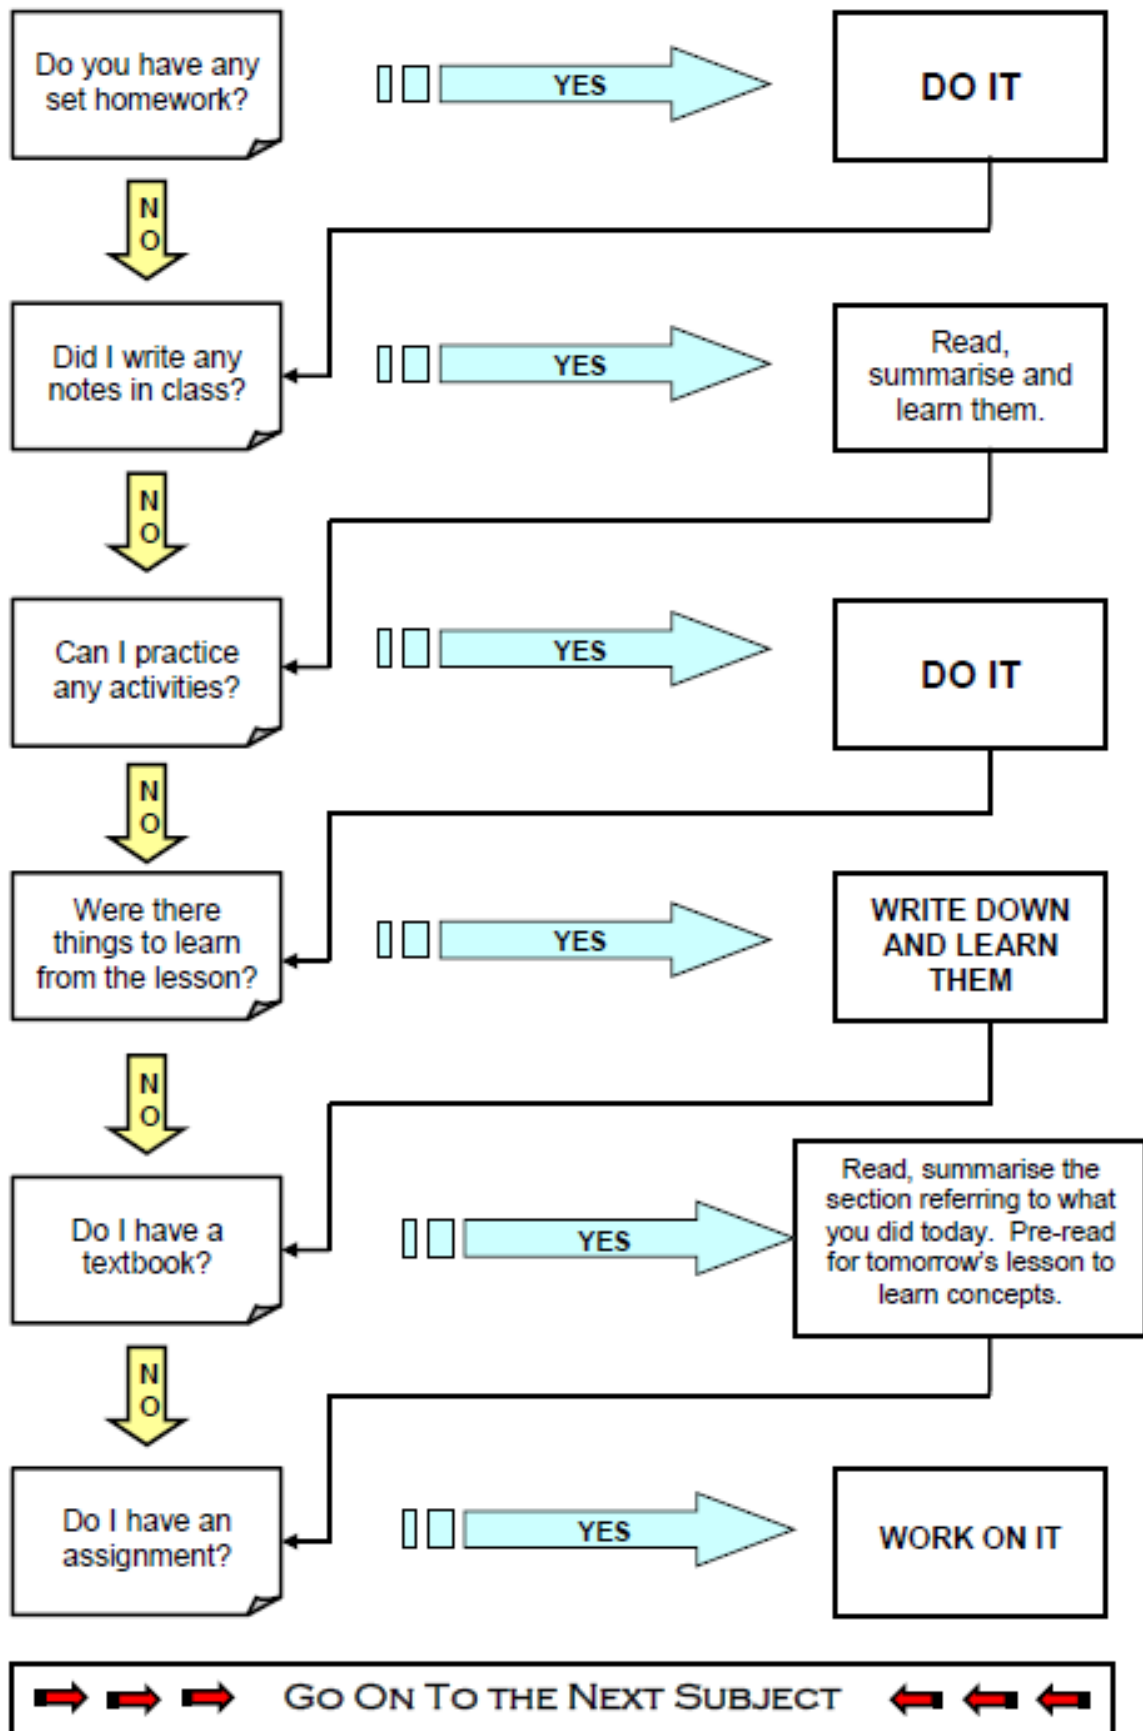 Do you have any
set homework?
YES
DO IT
N
O
Did I write any
notes in class?
YES
Read,
summarise and
learn them.
N
O
Can I practice
any activities?
YES
DO IT
N
O
Were there
things to learn
from the lesson?
YES
WRITE DOWN
AND LEARN
THEM
N
O
Do I have a
textbook?
YES
Read, summarise the
section referring to what
you did today. Pre-read
for tomorrow's lesson to
learn concepts.
N
O
Do I have an
assignment?
YES
WORK ON IT
GO ON TO THE NEXT SUBJECT